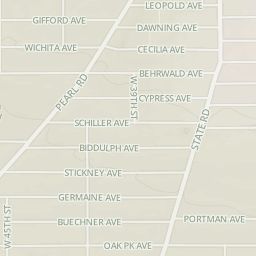 LEOPOLD AVE
GIFFORD AVE
DAWNING AVE
WICHITA AVE
CECILIA AVE
BEHRWALD AVE
PEARL RD
W 39TH ST
CYPRESS AVE
SCHILLER AVE
STATE RD
BIDDULPH AVE
STICKNEY AVE
GERMAINE AVE
W 45TH ST
BUECHNER AVE
PORTMAN AVE
OAK PK AVE